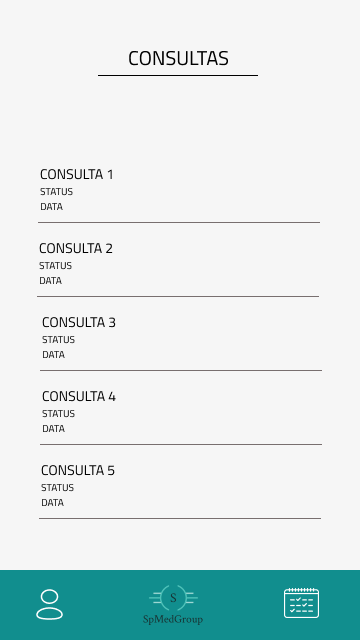 CONSULTAS
CONSULTA 1
STATUS
DATA
CONSULTA 2
STATUS
DATA
CONSULTA 3
STATUS
DATA
CONSULTA 4
STATUS
DATA
CONSULTA 5
STATUS
DATA
S
SpMedGroup